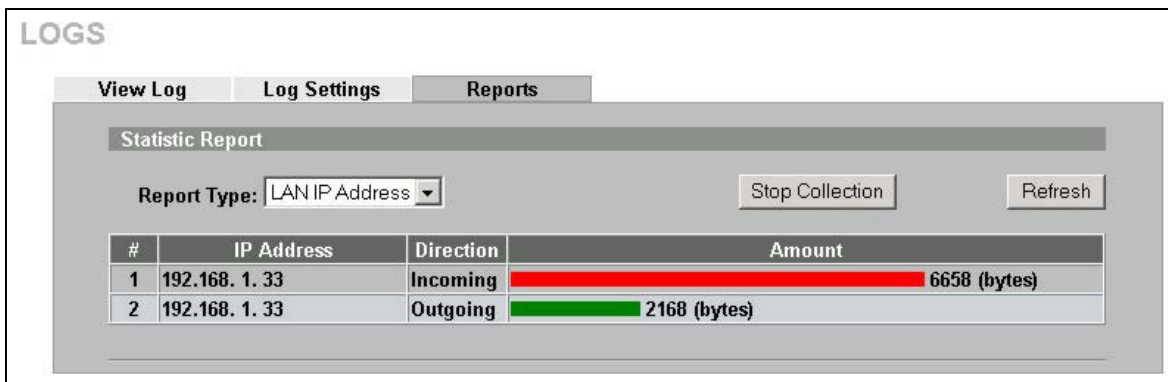 LOGS
View Log Log Settings Reports
Statistic Report
Report Type: LAN IP Address Stop Collection Refresh
# IP Address Direction Amount
1 192.168. 1. 33 Incoming 6658 (bytes)
2 192.168. 1. 33 Outgoing 2168 (bytes)